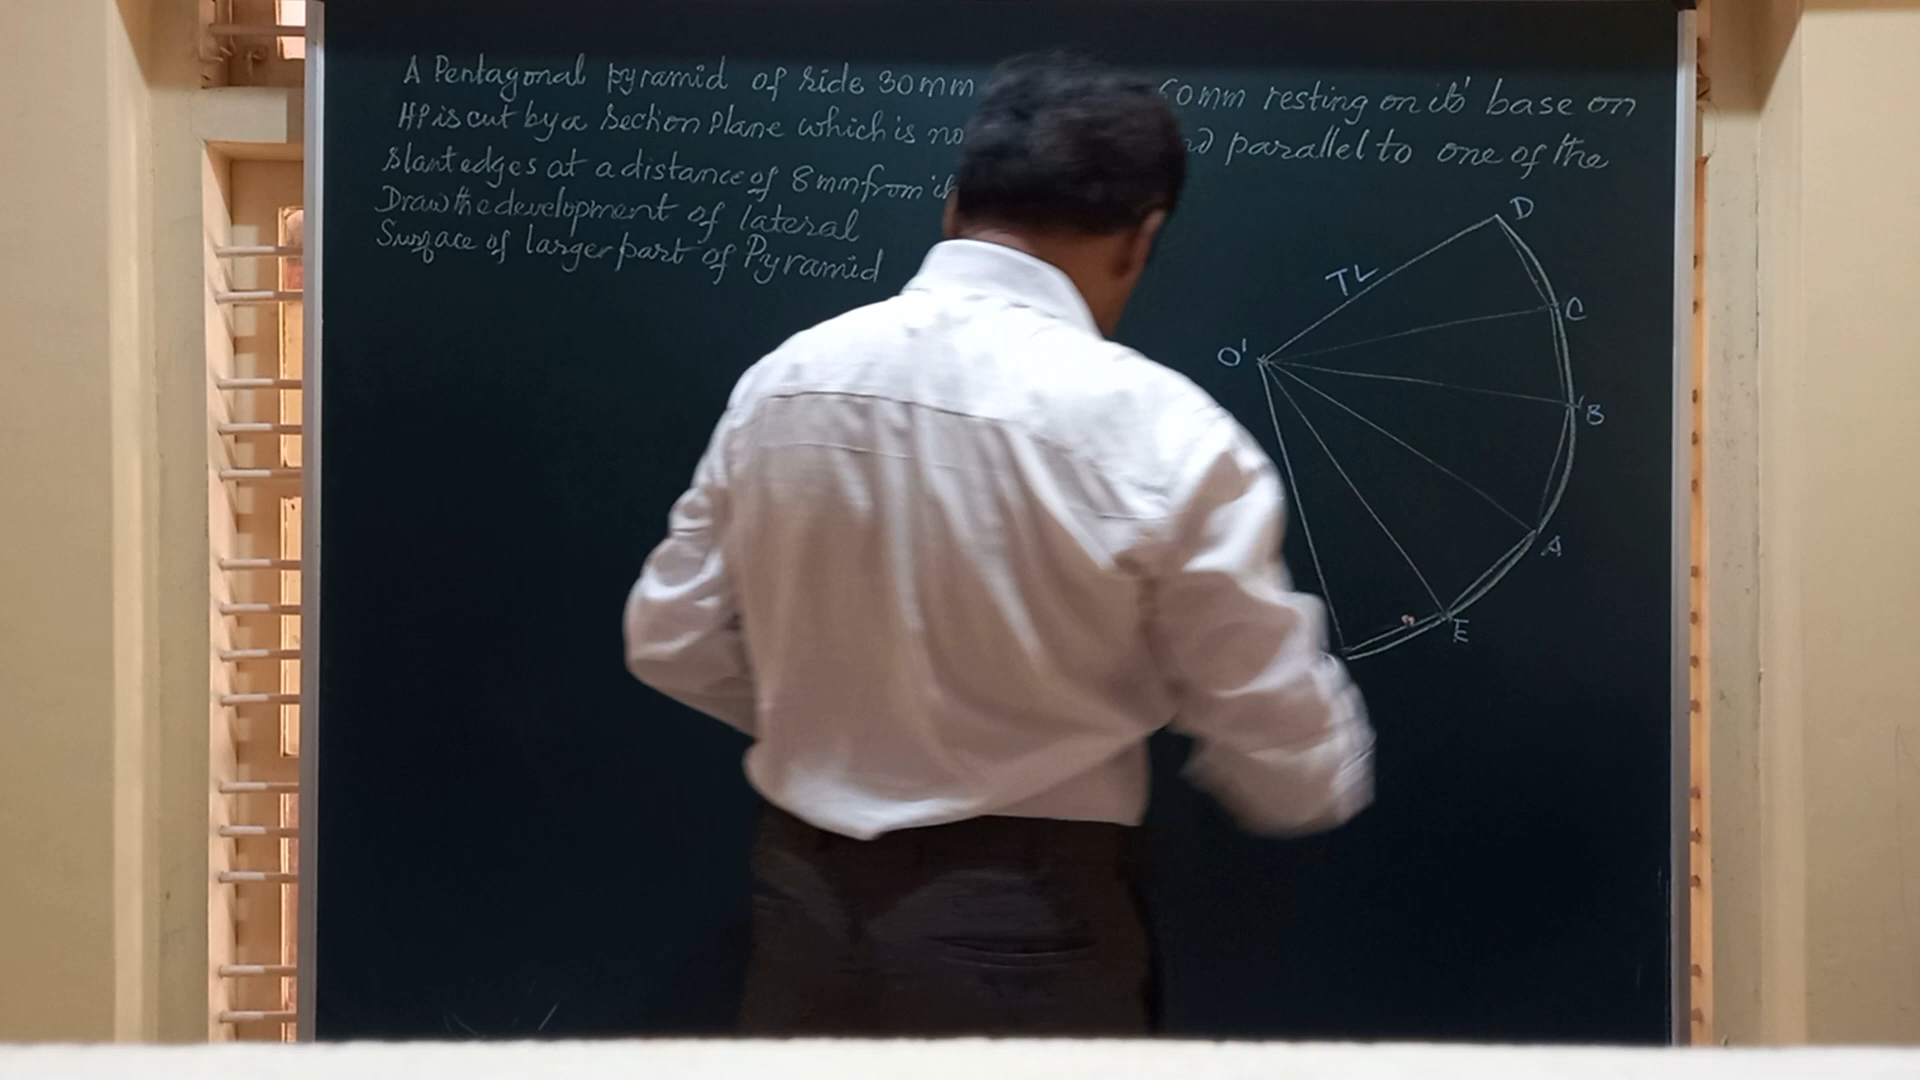 A Pentagonal pyramid of side 30mm 60mm resting on its' base on
HP is cut by a Section Plane which is parallel to one of the
Slant edges at a distance of 8mm from
Draw the development of lateral
Surface of larger part of Pyramid
D
TL
C
O'
B
A
E